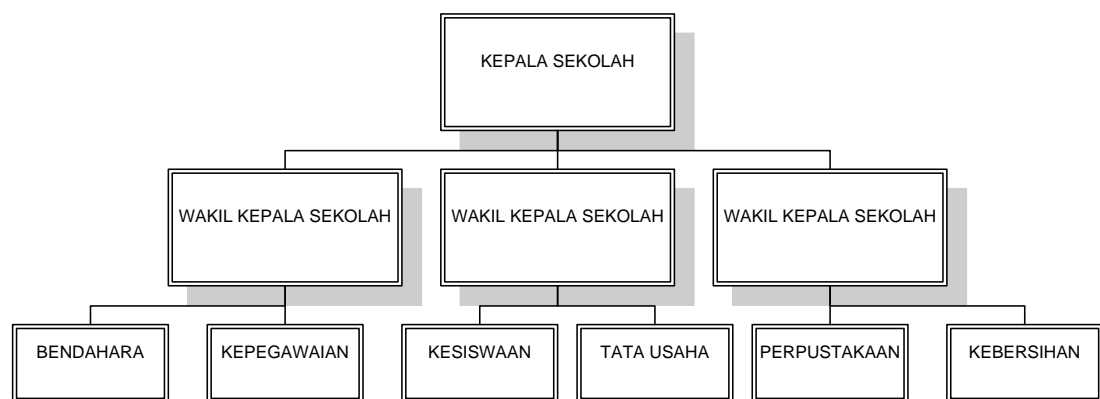 KEPALA SEKOLAH
WAKIL KEPALA SEKOLAH
WAKIL KEPALA SEKOLAH
WAKIL KEPALA SEKOLAH
BENDAHARA
KEPEGAWAIAN
KESISWAAN
TATA USAHA
PERPUSTAKAAN
KEBERSIHAN